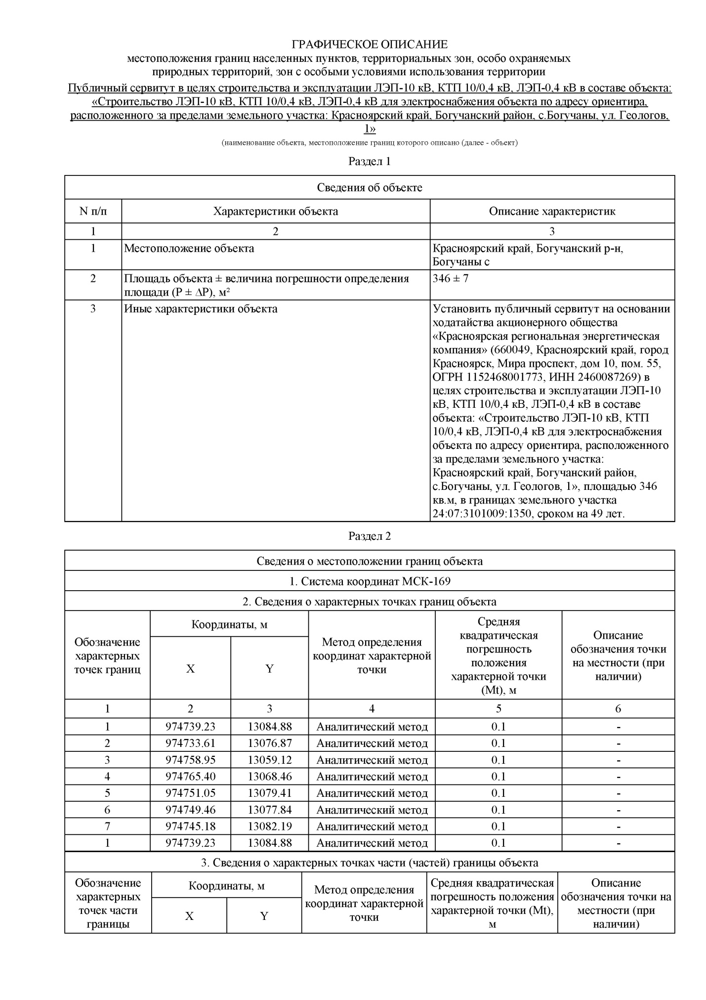 ГРАФИЧЕСКОЕ ОПИСАНИЕ
местоположения границ населенных пунктов, территориальных зон, особо охраняемых
природных территорий, зон с особыми условиями использования территории
Публичный сервитут в целях строительства и эксплуатации ЛЭП-10 кВ, КТП 10/0,4 кВ, ЛЭП-0,4 кВ в составе объекта:
«Строительство ЛЭП-10 кВ, КТП 10/0,4 кВ, ЛЭП-0,4 кВ для электроснабжения объекта по адресу ориентира,
расположенного за пределами земельного участка: Красноярский край, Богучанский район, с.Богучаны, ул. Геологов,
1»
(наименование объекта, местоположение границ которого описано (далее - объект)
Раздел 1
Сведения об объекте
N п/п Характеристики объекта Описание характеристик
1 2 3
1 Местоположение объекта Красноярский край, Богучанский р-н,
Богучаны с
2 Площадь объекта ± величина погрешности определения 346 ± 7
площади (P ± ΔP), м²
3 Иные характеристики объекта Установить публичный сервитут на основании
ходатайства акционерного общества
«Красноярская региональная энергетическая
компания» (660049, Красноярский край, город
Красноярск, Мира проспект, дом 10, пом. 55,
ОГРН 1152468001773, ИНН 2460087269) в
целях строительства и эксплуатации ЛЭП-10
кВ, КТП 10/0,4 кВ, ЛЭП-0,4 кВ в составе
объекта: «Строительство ЛЭП-10 кВ, КТП
10/0,4 кВ, ЛЭП-0,4 кВ для электроснабжения
объекта по адресу ориентира, расположенного
за пределами земельного участка:
Красноярский край, Богучанский район,
с.Богучаны, ул. Геологов, 1», площадью 346
кв.м, в границах земельного участка
24:07:3101009:1350, сроком на 49 лет.
Раздел 2
Сведения о местоположении границ объекта
1. Система координат МСК-169
2. Сведения о характерных точках границ объекта
Обозначение
характерных
точек границ
Координаты, м
X Y
Метод определения
координат характерной
точки
Средняя
квадратическая
погрешность
положения
характерной точки
(Mt), м
Описание
обозначения точки
на местности (при
наличии)
1 2 3 4 5 6
1 974739.23 13084.88 Аналитический метод 0.1 -
2 974733.61 13076.87 Аналитический метод 0.1 -
3 974758.95 13059.12 Аналитический метод 0.1 -
4 974765.40 13068.46 Аналитический метод 0.1 -
5 974751.05 13079.41 Аналитический метод 0.1 -
6 974749.46 13077.84 Аналитический метод 0.1 -
7 974745.18 13082.19 Аналитический метод 0.1 -
1 974739.23 13084.88 Аналитический метод 0.1 -
3. Сведения о характерных точках части (частей) границы объекта
Обозначение
характерных
точек части
границы
Координаты, м
X Y
Метод определения
координат характерной
точки
Средняя квадратическая
погрешность положения
характерной точки (Mt),
м
Описание
обозначения точки на
местности (при
наличии)